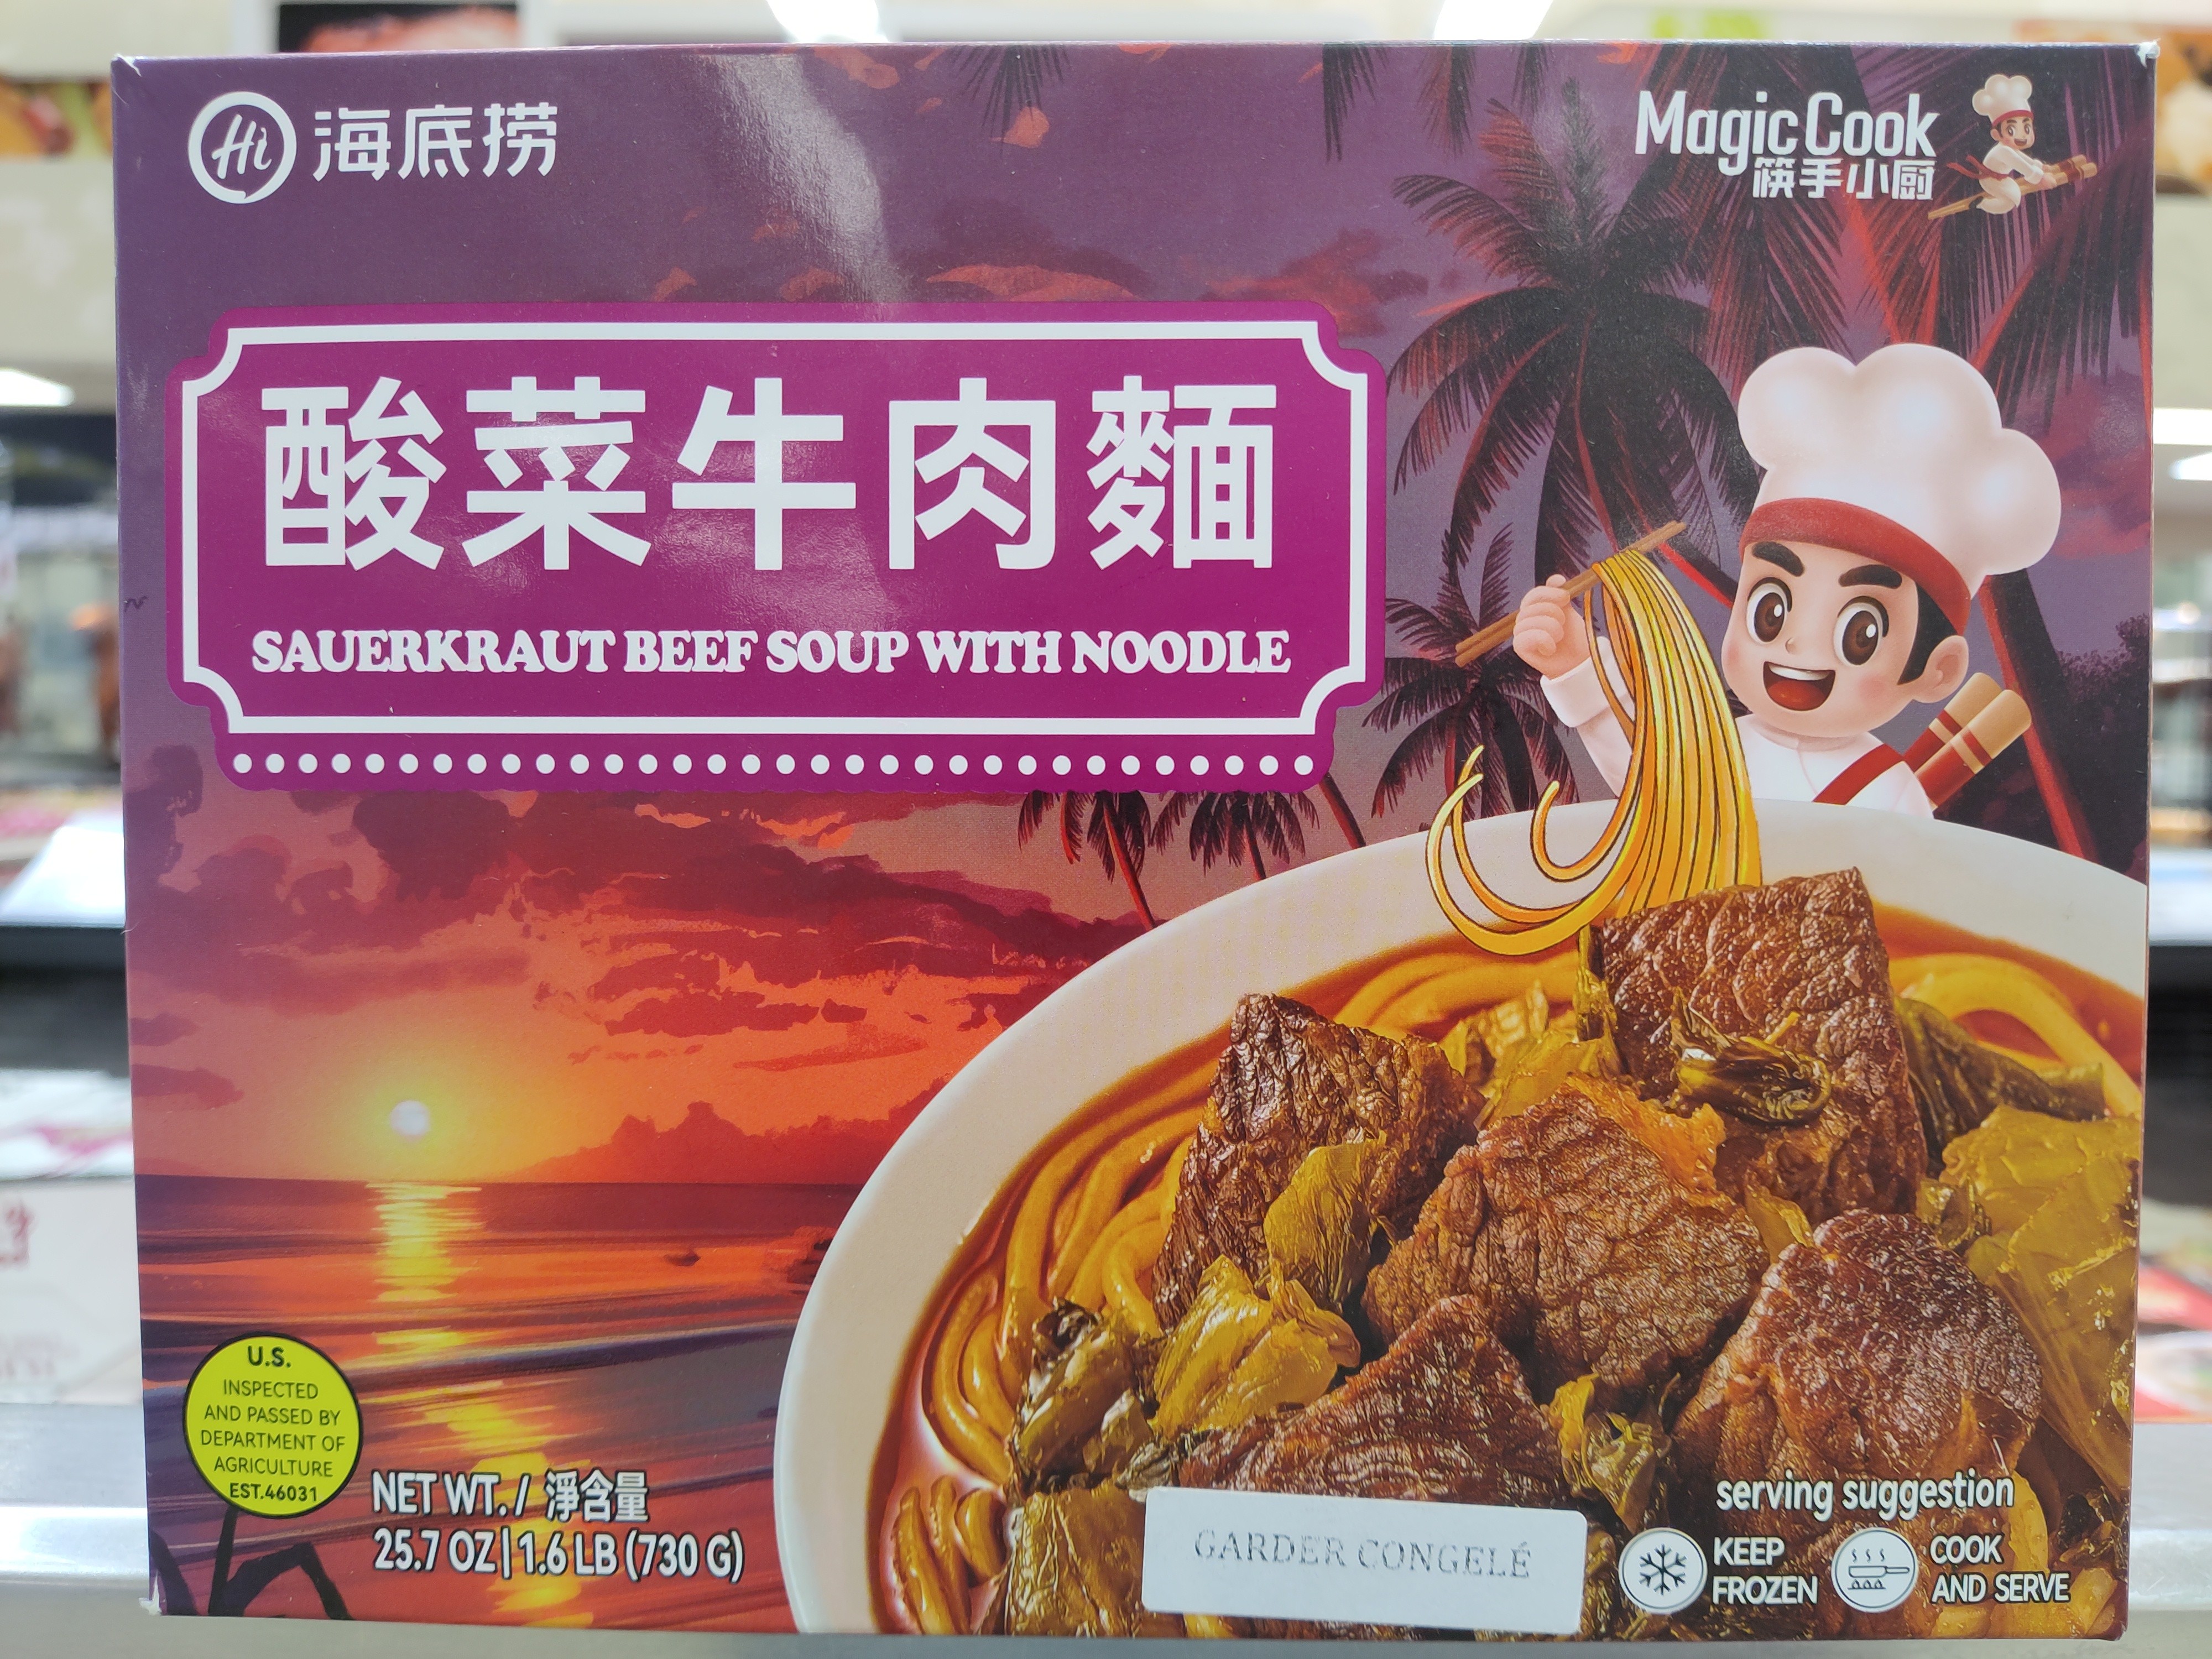 Hi 海底捞
Magic Cook
筷手小厨
酸菜牛肉麵
SAUERKRAUT BEEF SOUP WITH NOODLE
U.S.
INSPECTED
AND PASSED BY
DEPARTMENT OF
AGRICULTURE
EST.46031
NET WT. / 淨含量
25.7 OZ | 1.6 LB (730 G)
GARDER CONGELÉ
serving suggestion
KEEP
FROZEN
COOK
AND SERVE